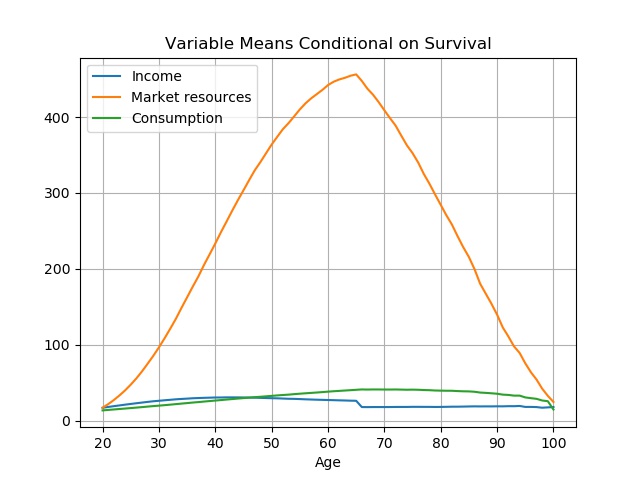 Variable Means Conditional on Survival
Income
Market resources
Consumption
400
300
200
100
0
20 30 40 50 60 70 80 90 100
Age